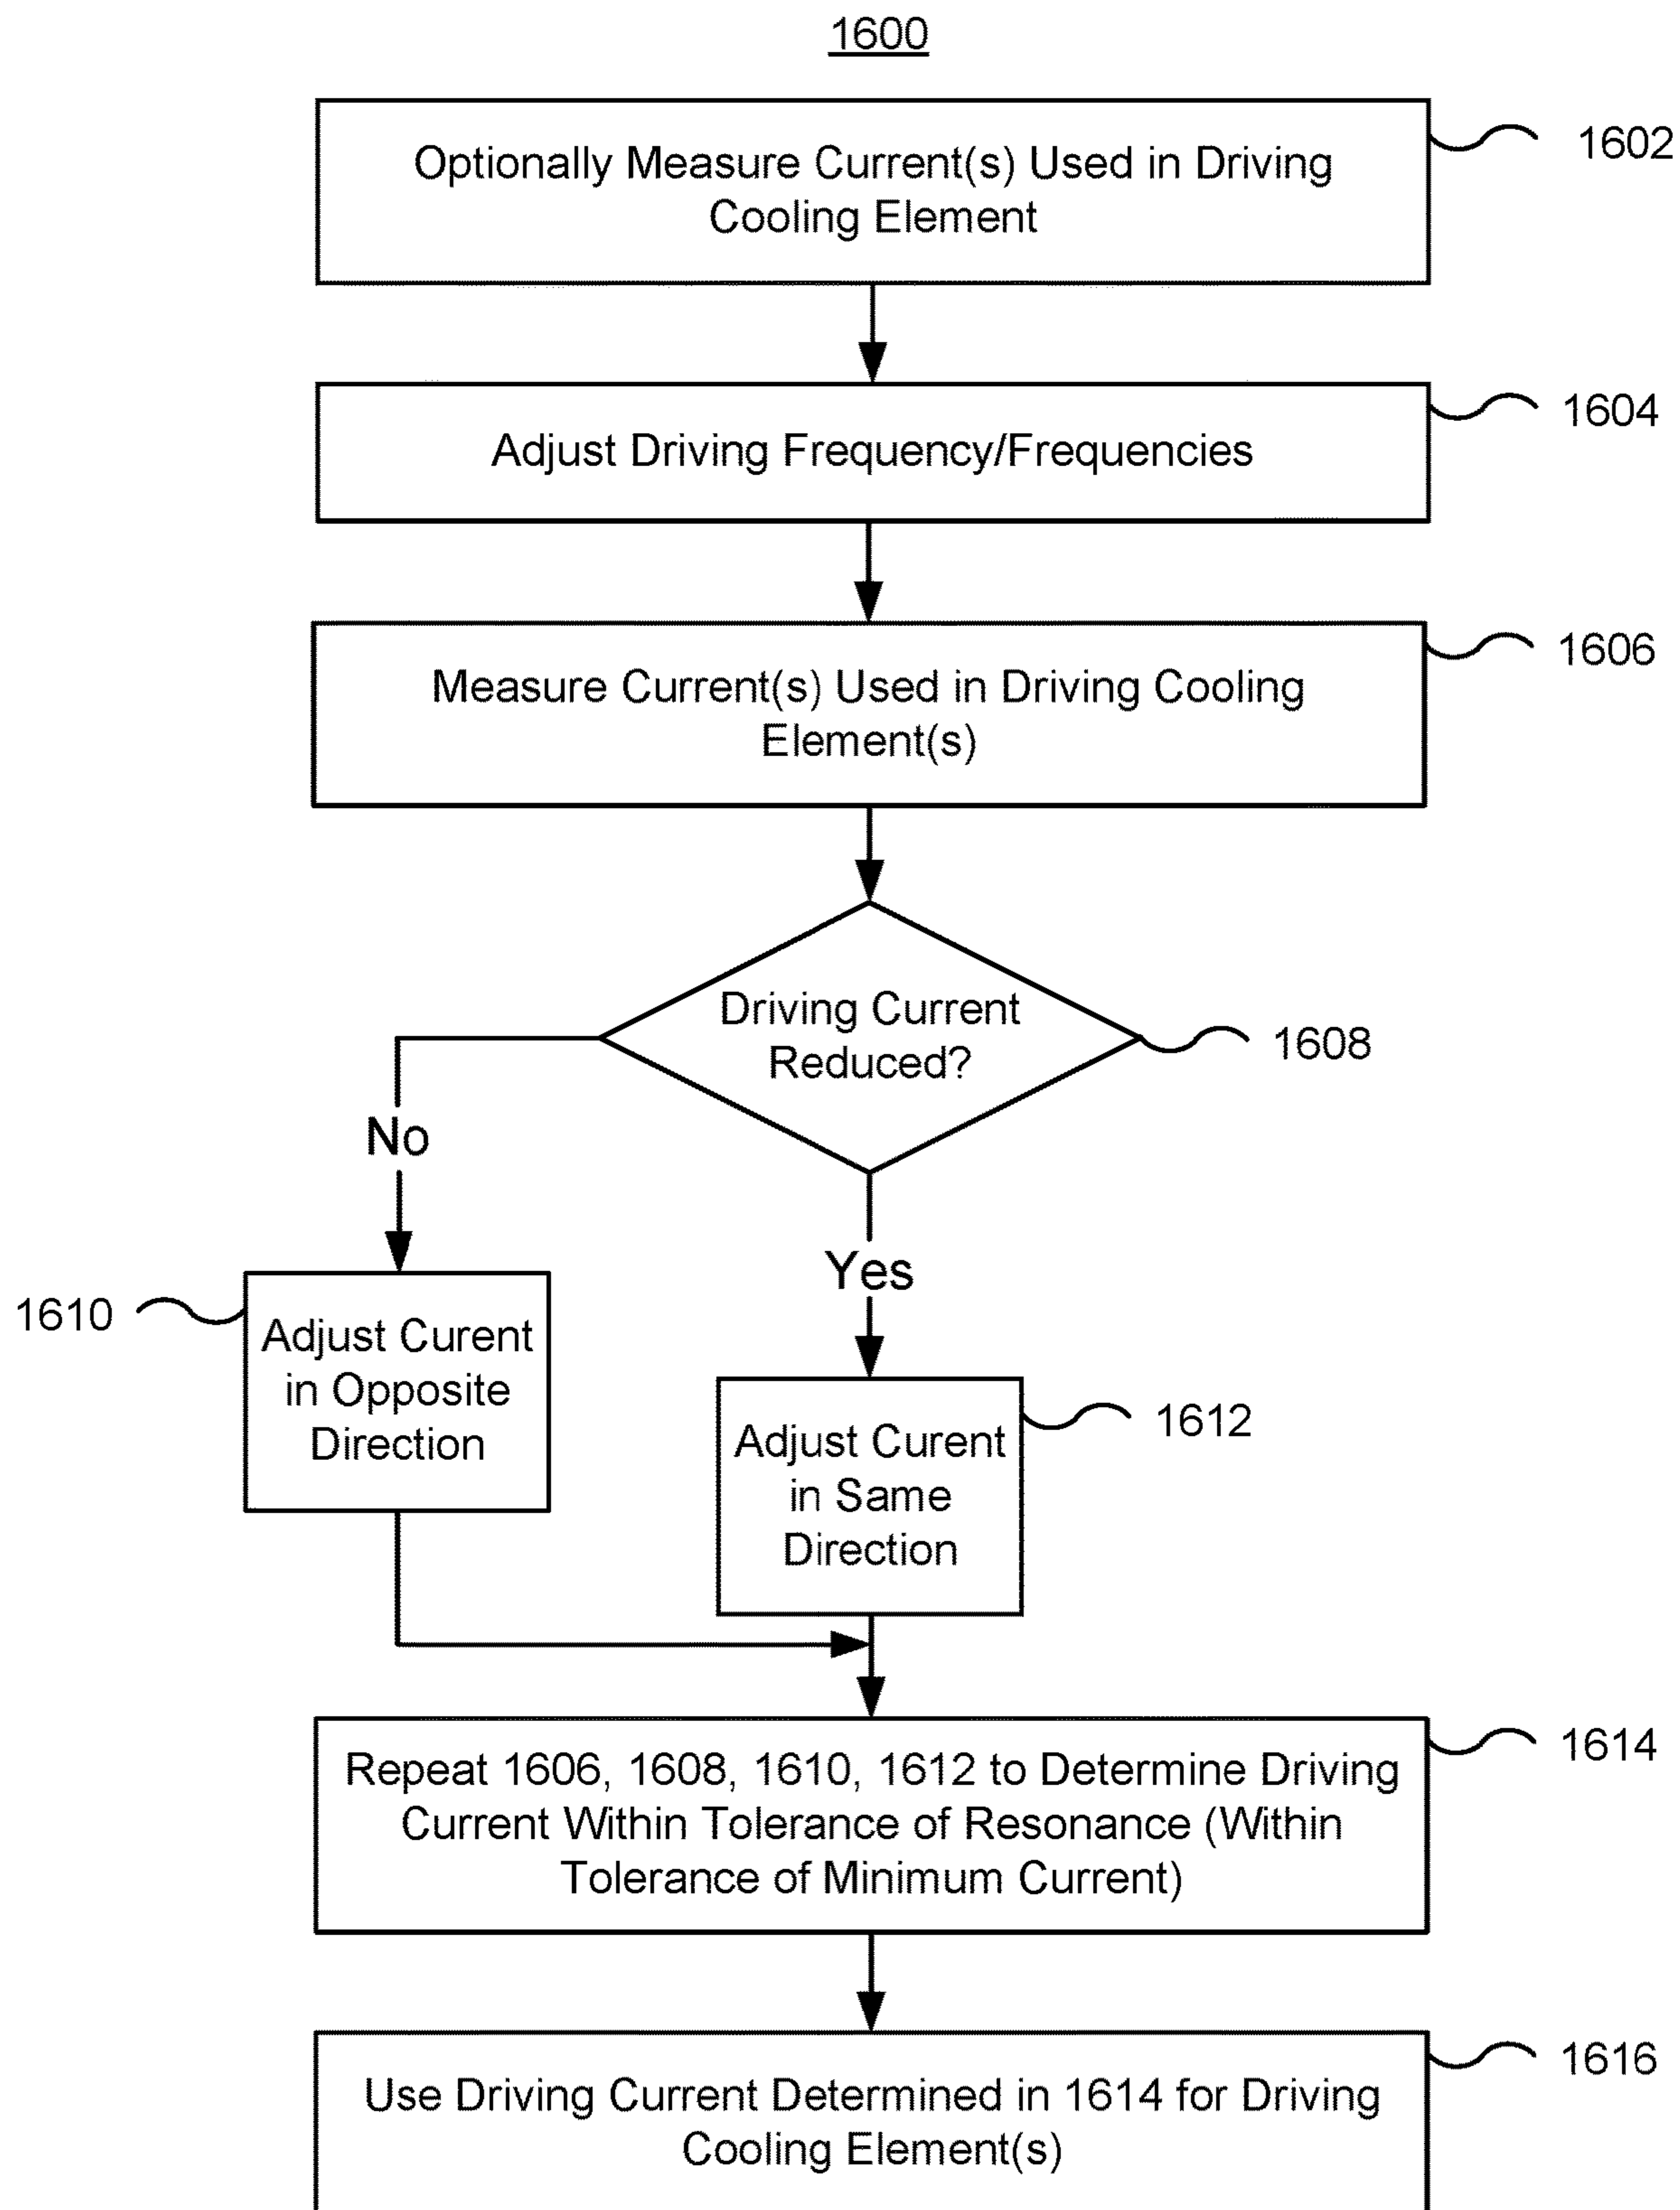 1600
Optionally Measure Current(s) Used in Driving
Cooling Element
1602
Adjust Driving Frequency/Frequencies
1604
Measure Current(s) Used in Driving Cooling
Element(s)
1606
Driving Current
Reduced?
1608
No
Yes
1610
Adjust Curent
in Opposite
Direction
Adjust Curent
in Same
Direction
1612
Repeat 1606, 1608, 1610, 1612 to Determine Driving
Current Within Tolerance of Resonance (Within
Tolerance of Minimum Current)
1614
Use Driving Current Determined in 1614 for Driving
Cooling Element(s)
1616